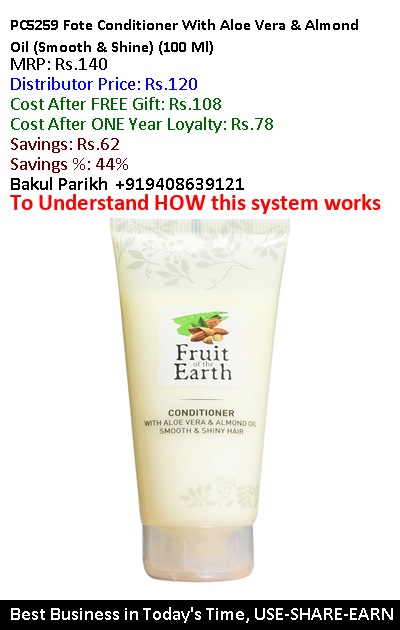 PC5259 Fote Conditioner With Aloe Vera & Almond
Oil (Smooth & Shine) (100 Ml)
MRP: Rs.140
Distributor Price: Rs.120
Cost After FREE Gift: Rs.108
Cost After ONE Year Loyalty: Rs.78
Savings: Rs.62
Savings %: 44%
Bakul Parikh +919408639121
To Understand HOW this system works
Fruit
of the
Earth
CONDITIONER
WITH ALOE VERA & ALMOND OIL
SMOOTH & SHINY HAIR
Best Business in Today's Time, USE-SHARE-EARN